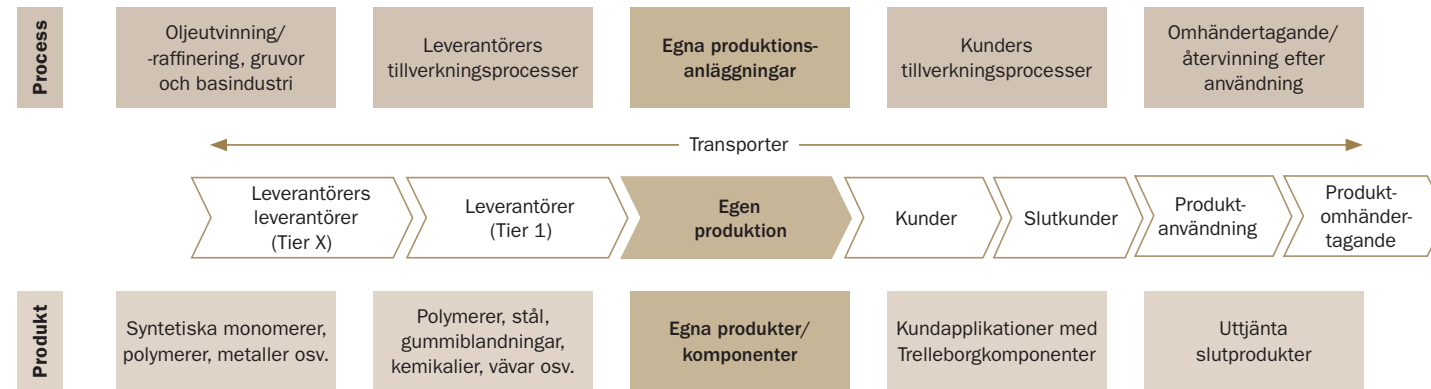 Process
Oljeutvinning/
-raffinering, gruvor
och basindustri
Leverantörers
tillverkningsprocesser
Egna produktions-
anläggningar
Kunders
tillverkningsprocesser
Omhändertagande/
återvinning efter
användning
Transporter
Leverantörers
leverantörer
(Tier X)
Leverantörer
(Tier 1)
Egen
produktion
Kunder
Slutkunder
Produkt-
användning
Produkt-
omhänder-
tagande
Produkt
Syntetiska monomerer,
polymerer, metaller osv.
Polymerer, stål,
gummiblandningar,
kemikalier, vävar osv.
Egna produkter/
komponenter
Kundapplikationer med
Trelleborgkomponenter
Uttjänta
slutprodukter